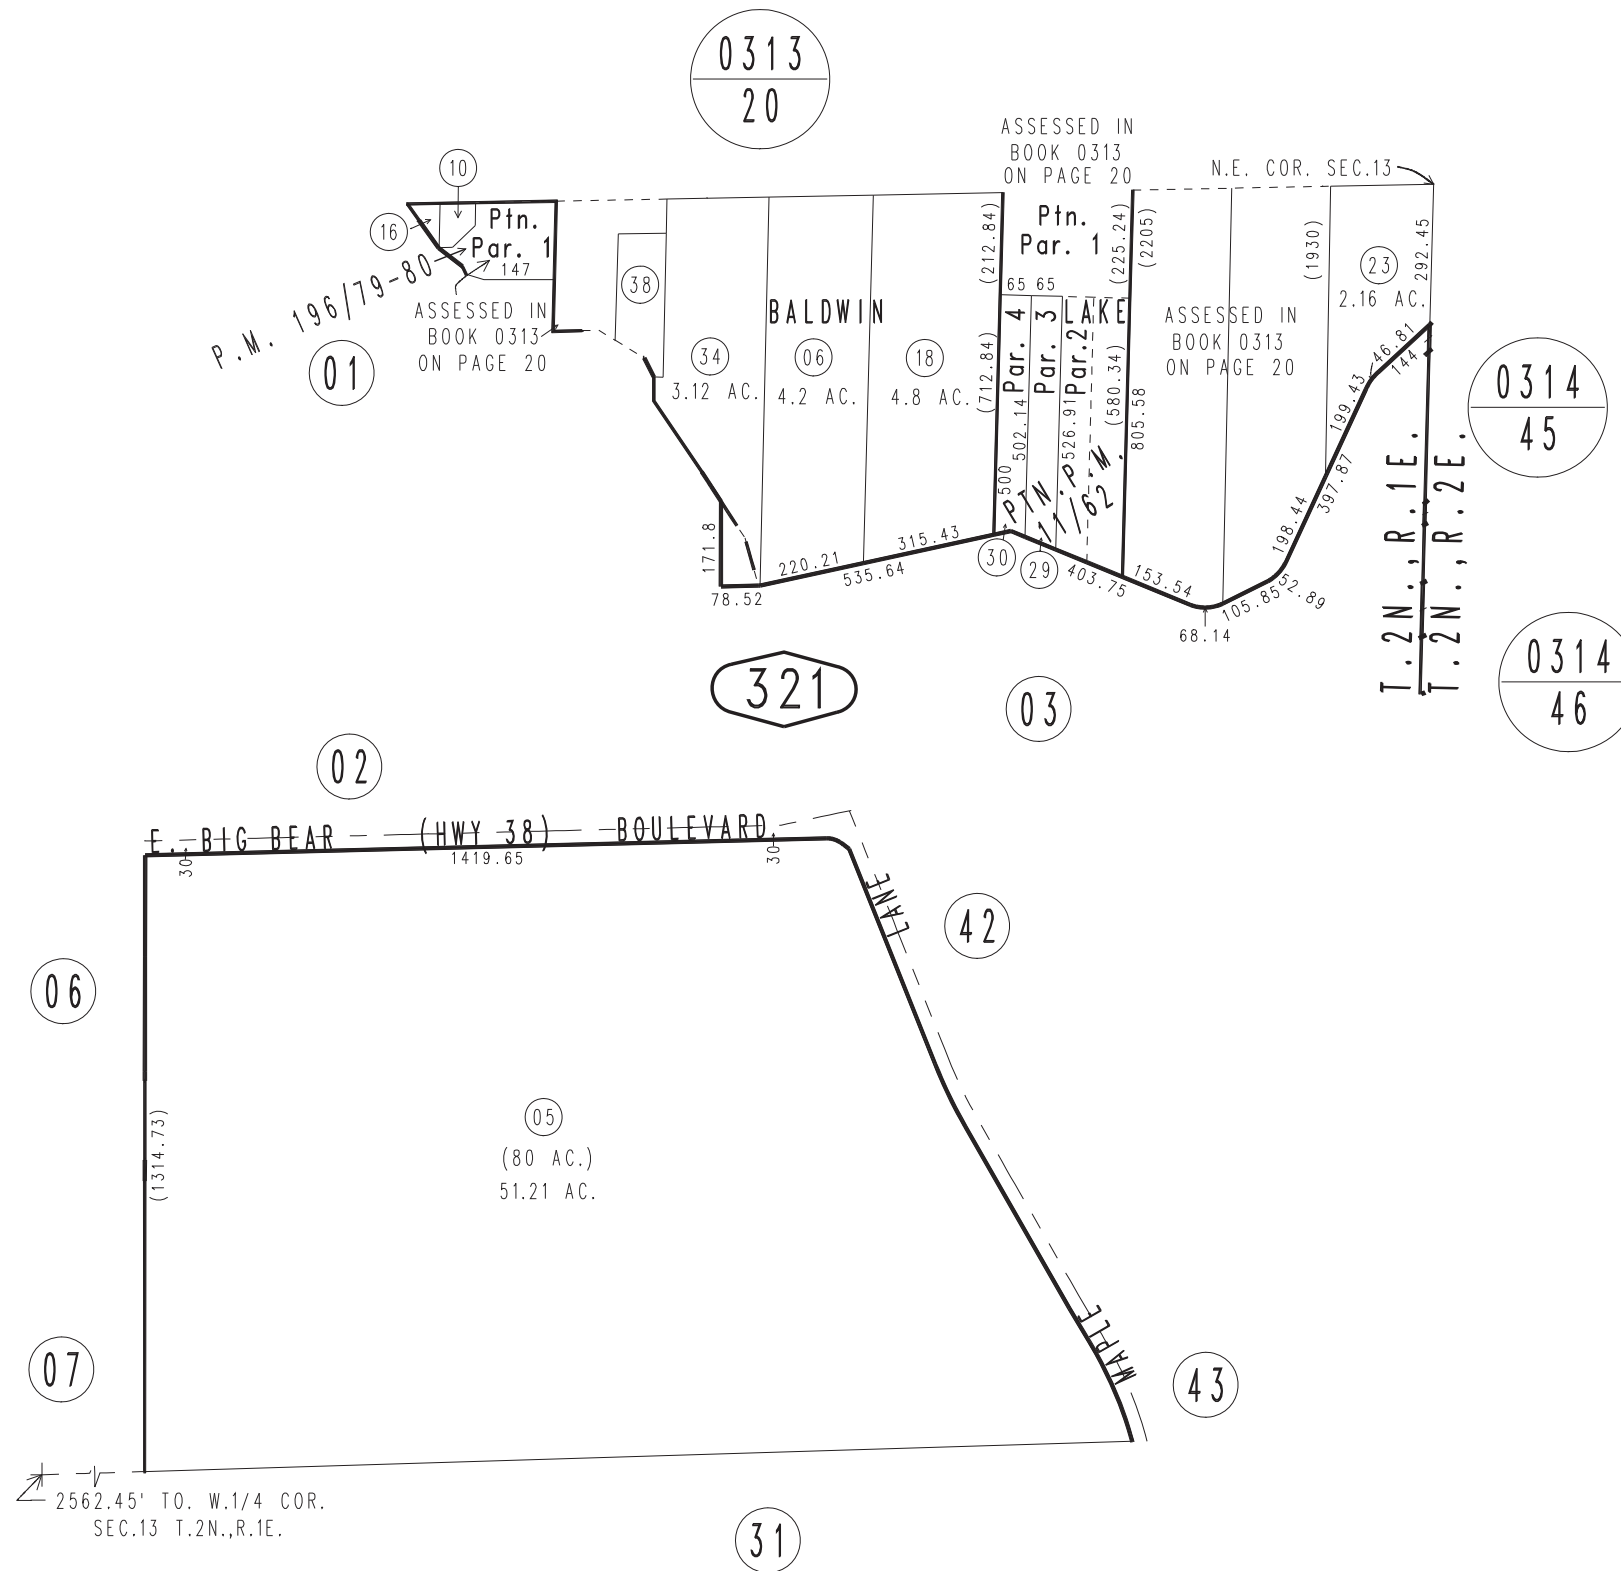 0313
20
ASSESSED IN
BOOK 0313
ON PAGE 20
N.E. COR. SEC.13
10
16
Ptn.
Par. 1
147
P.M. 196/79-80
ASSESSED IN
BOOK 0313
ON PAGE 20
01
38
34
3.12 AC.
BALDWIN
06
4.2 AC.
18
4.8 AC.
(212.84)
(712.84)
Ptn.
Par. 1
65 65
Par. 4
Par. 3
Par.2
LAKE
500
502.14
526.91
(225.24)
(580.34)
(2205)
805.58
PTN. P.M.
11/62
ASSESSED IN
BOOK 0313
ON PAGE 20
(1930)
23
2.16 AC.
292.45
46.81
144
199.43
397.87
198.44
52.89
105.85
68.14
153.54
403.75
29
30
315.43
535.64
220.21
78.52
171.8
0314
45
T.2N.,R.1E.
T.2N.,R.2E.
0314
46
321
03
02
E. BIG BEAR (HWY 38) BOULEVARD.
30
1419.65
30
LANE
42
06
(1314.73)
05
(80 AC.)
51.21 AC.
MAPLE
43
07
2562.45' TO. W.1/4 COR.
SEC.13 T.2N.,R.1E.
31